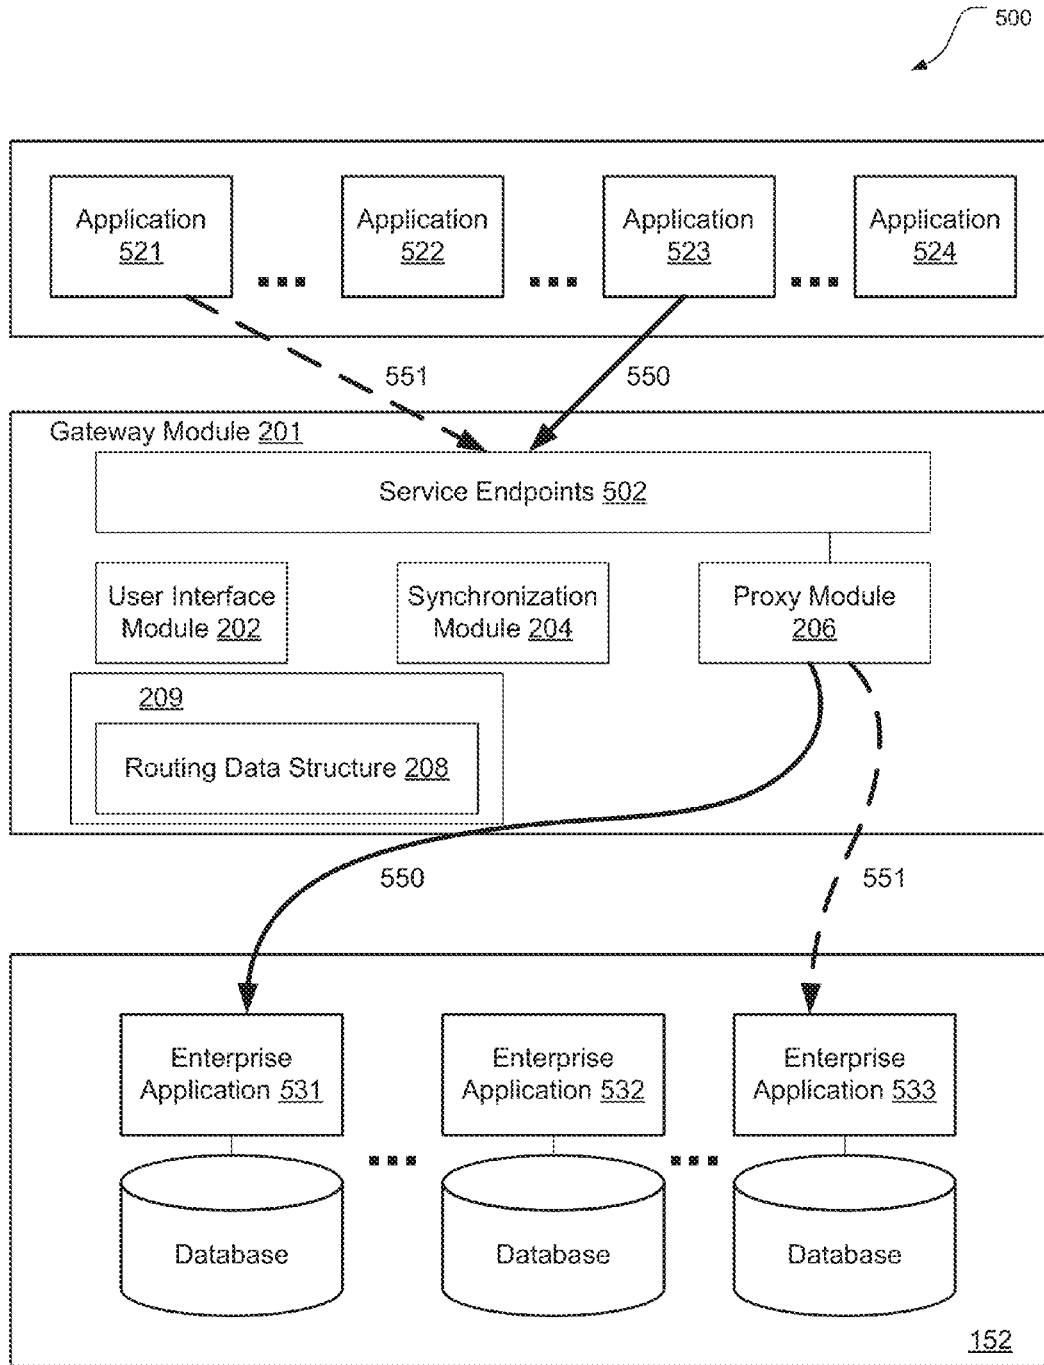 500
Application
521
Application
522
Application
523
Application
524
551
550
Gateway Module 201
Service Endpoints 502
User Interface
Module 202
Synchronization
Module 204
Proxy Module
206
209
Routing Data Structure 208
550
551
Enterprise
Application 531
Enterprise
Application 532
Enterprise
Application 533
Database
Database
Database
152